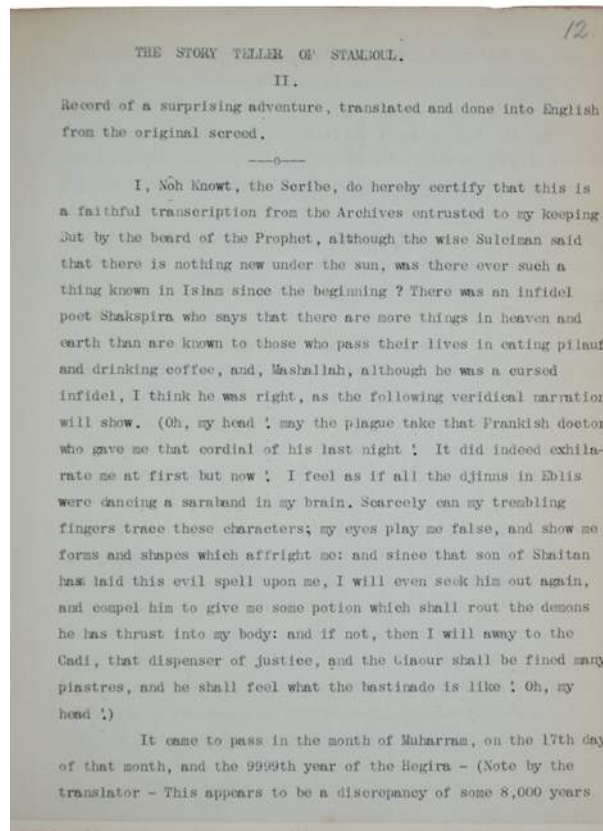 12.
THE STORY TELLER OF STAMBOUL.
II.
Record of a surprising adventure, translated and done into English
from the original screed.
---o---
I, Noh Knowt, the Scribe, do hereby certify that this is
a faithful transcription from the Archives entrusted to my keeping
But by the beard of the Prophet, although the wise Suleiman said
that there is nothing new under the sun, was there ever such a
thing known in Islam since the beginning ? There was an infidel
poet Shakspira who says that there are more things in heaven and
earth than are known to those who pass their lives in eating pilauf
and drinking coffee, and, Mashallah, although he was a cursed
infidel, I think he was right, as the following veridical narration
will show. (Oh, my head ! may the plague take that Frankish doctor
who gave me that cordial of his last night ! It did indeed exhila-
rate me at first but now ! I feel as if all the djinns in Eblis
were dancing a saraband in my brain. Scarcely can my trembling
fingers trace these characters; my eyes play me false, and show me
forms and shapes which affright me: and since that son of Shaitan
has laid this evil spell upon me, I will even seek him out again,
and compel him to give me some potion which shall rout the demons
he has thrust into my body: and if not, then I will away to the
Cadi, that dispenser of justice, and the Giaour shall be fined many
piastres, and he shall feel what the bastinado is like ! Oh, my
head !)
It came to pass in the month of Muharram, on the 17th day
of that month, and the 9999th year of the Hegira - (Note by the
translator - This appears to be a discrepancy of some 8,000 years